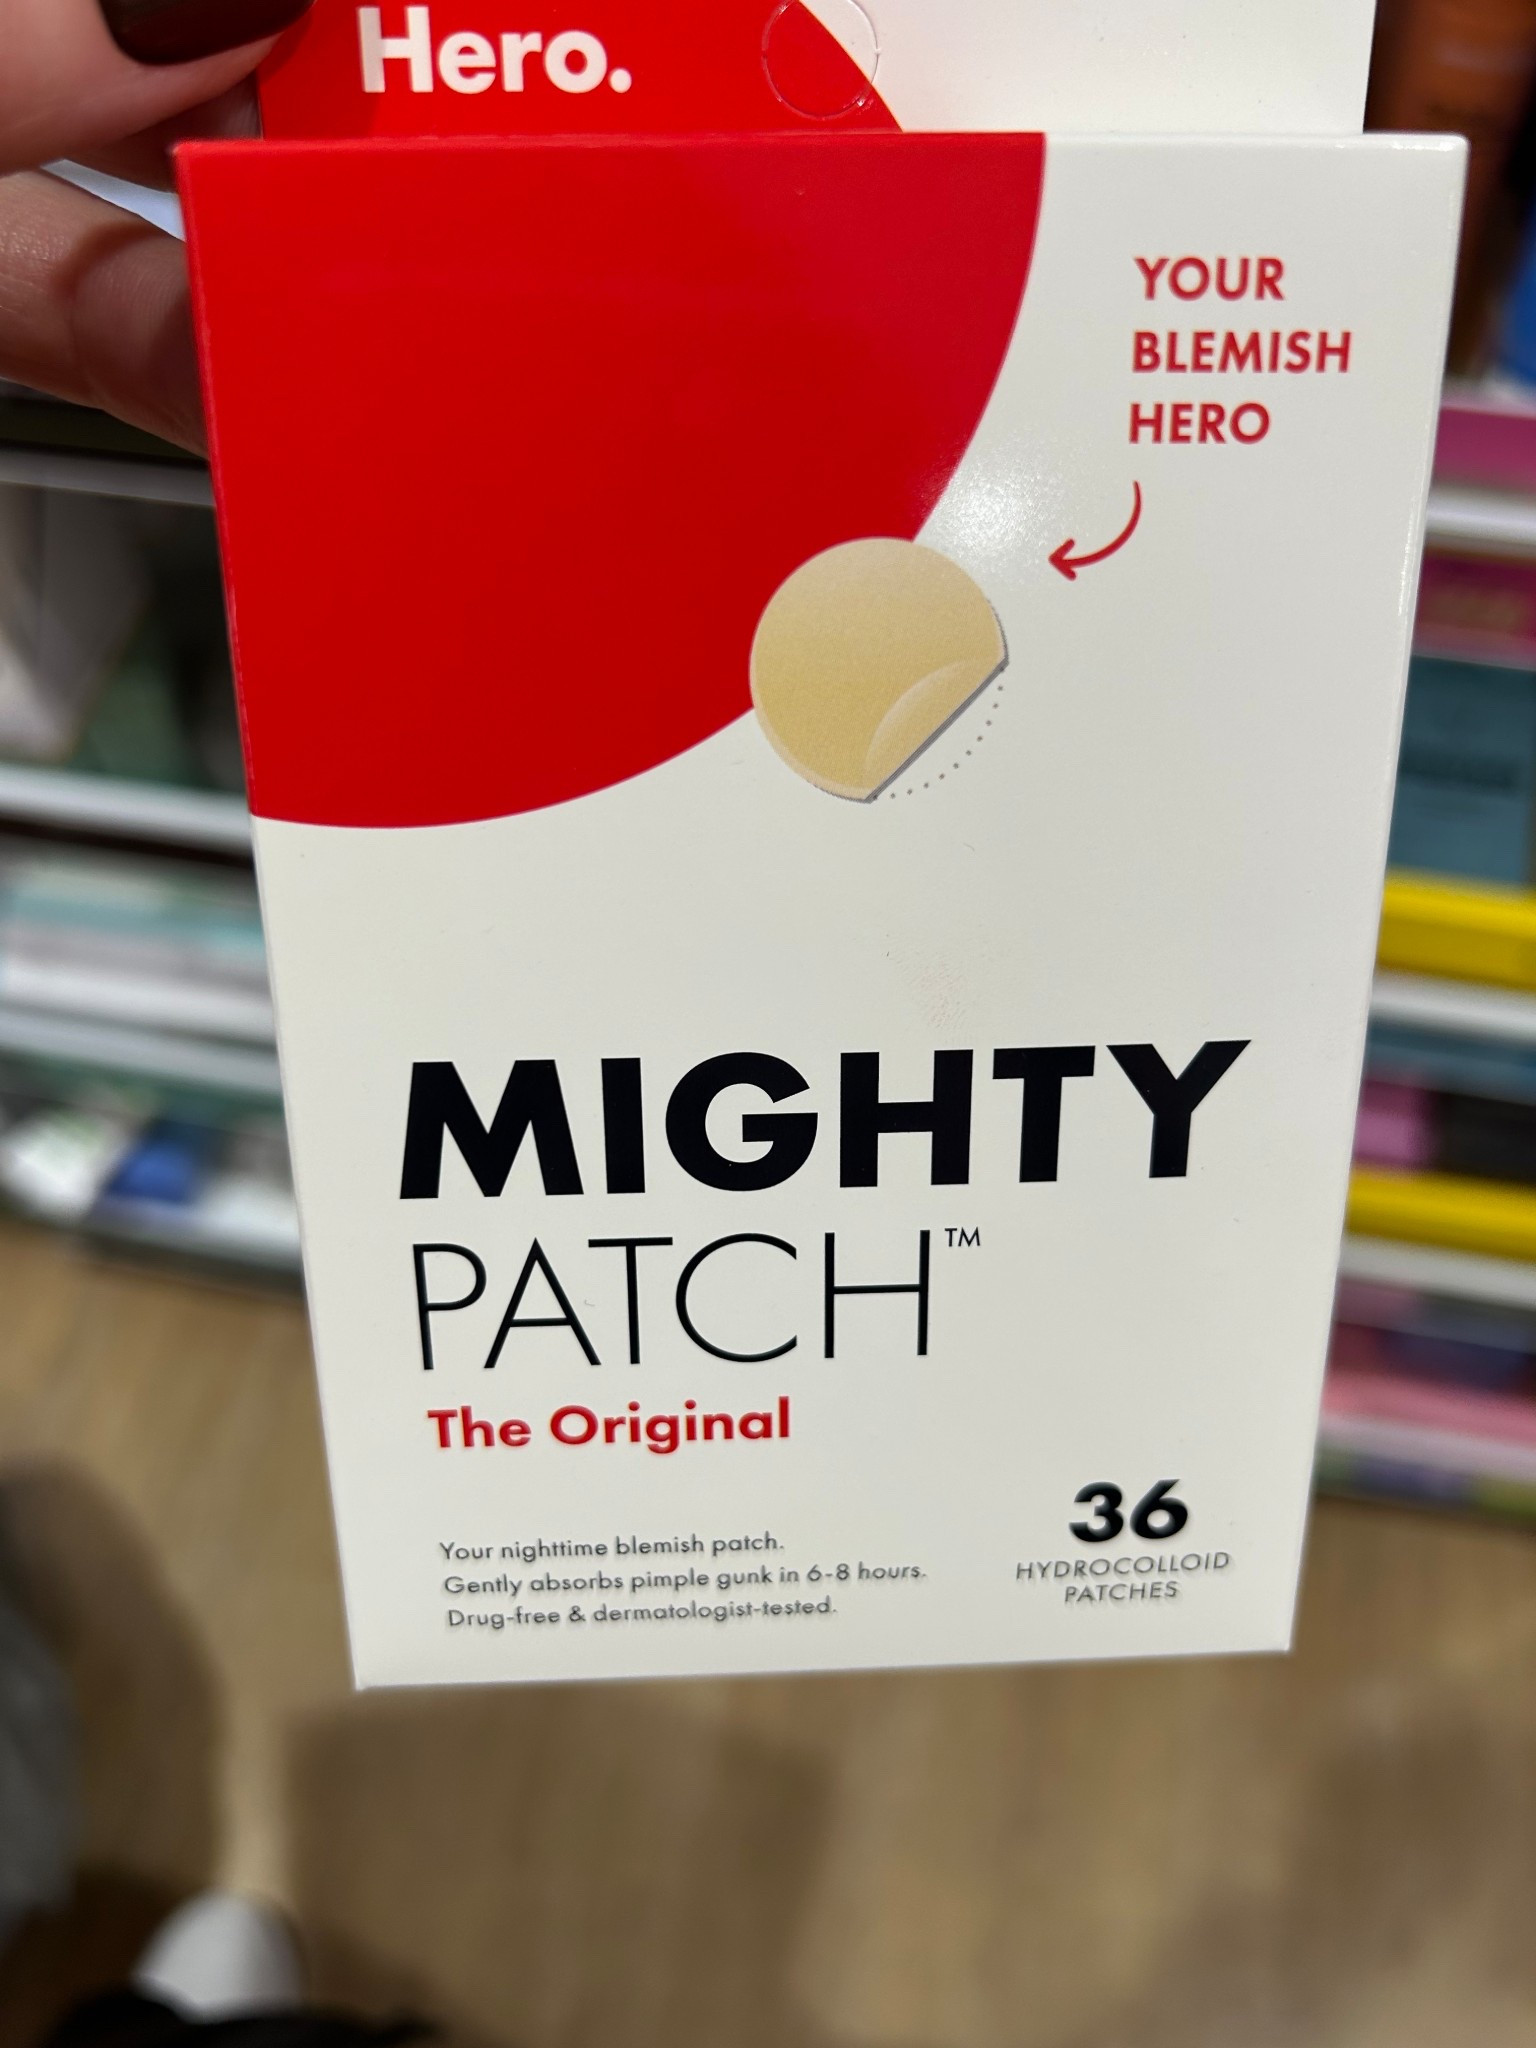 Hero.
YOUR
BLEMISH
HERO
MIGHTY
PATCH™
The Original
Your nighttime blemish patch.
Gently absorbs pimple gunk in 6-8 hours.
Drug-free & dermatologist-tested.
36
HYDROCOLLOID
PATCHES